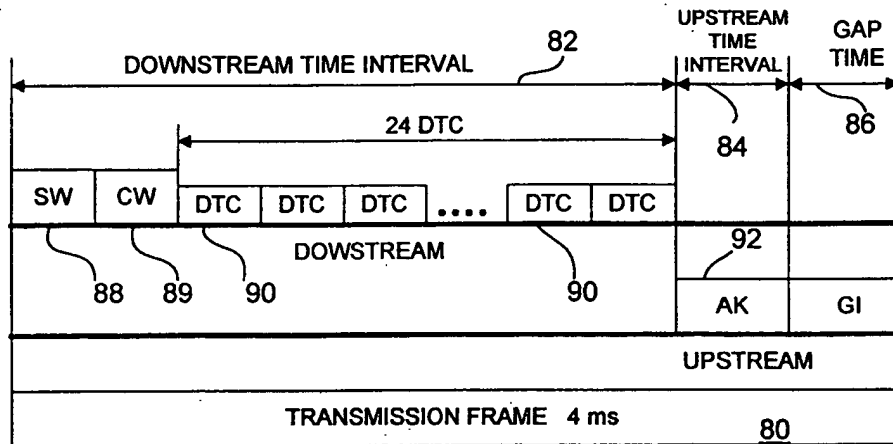 DOWNSTREAM TIME INTERVAL
82
UPSTREAM
TIME
INTERVAL
84
GAP
TIME
86
24 DTC
SW
CW
DTC
DTC
DTC
....
DTC
DTC
DOWSTREAM
88
89
90
90
92
AK
GI
UPSTREAM
TRANSMISSION FRAME 4 ms
80